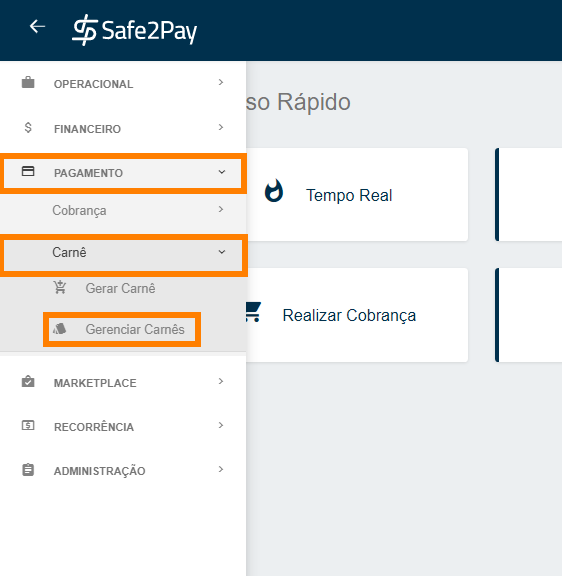 Safe2Pay
OPERACIONAL
so Rápido
FINANCEIRO
PAGAMENTO
Tempo Real
Cobrança
Carnê
Gerar Carnê
Realizar Cobrança
Gerenciar Carnês
MARKETPLACE
RECORRÊNCIA
ADMINISTRAÇÃO